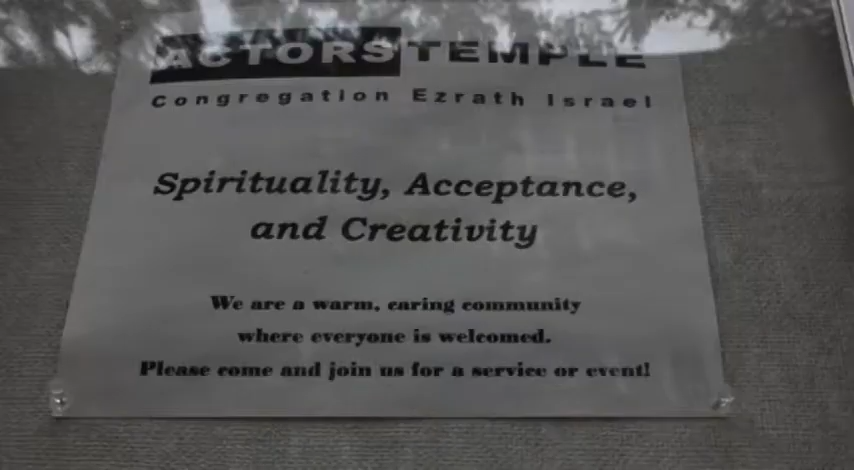 ACTORS TEMPLE
Congregation Ezrath Israel
Spirituality, Acceptance,
and Creativity
We are a warm, caring community
where everyone is welcomed.
Please come and join us for a service or event!